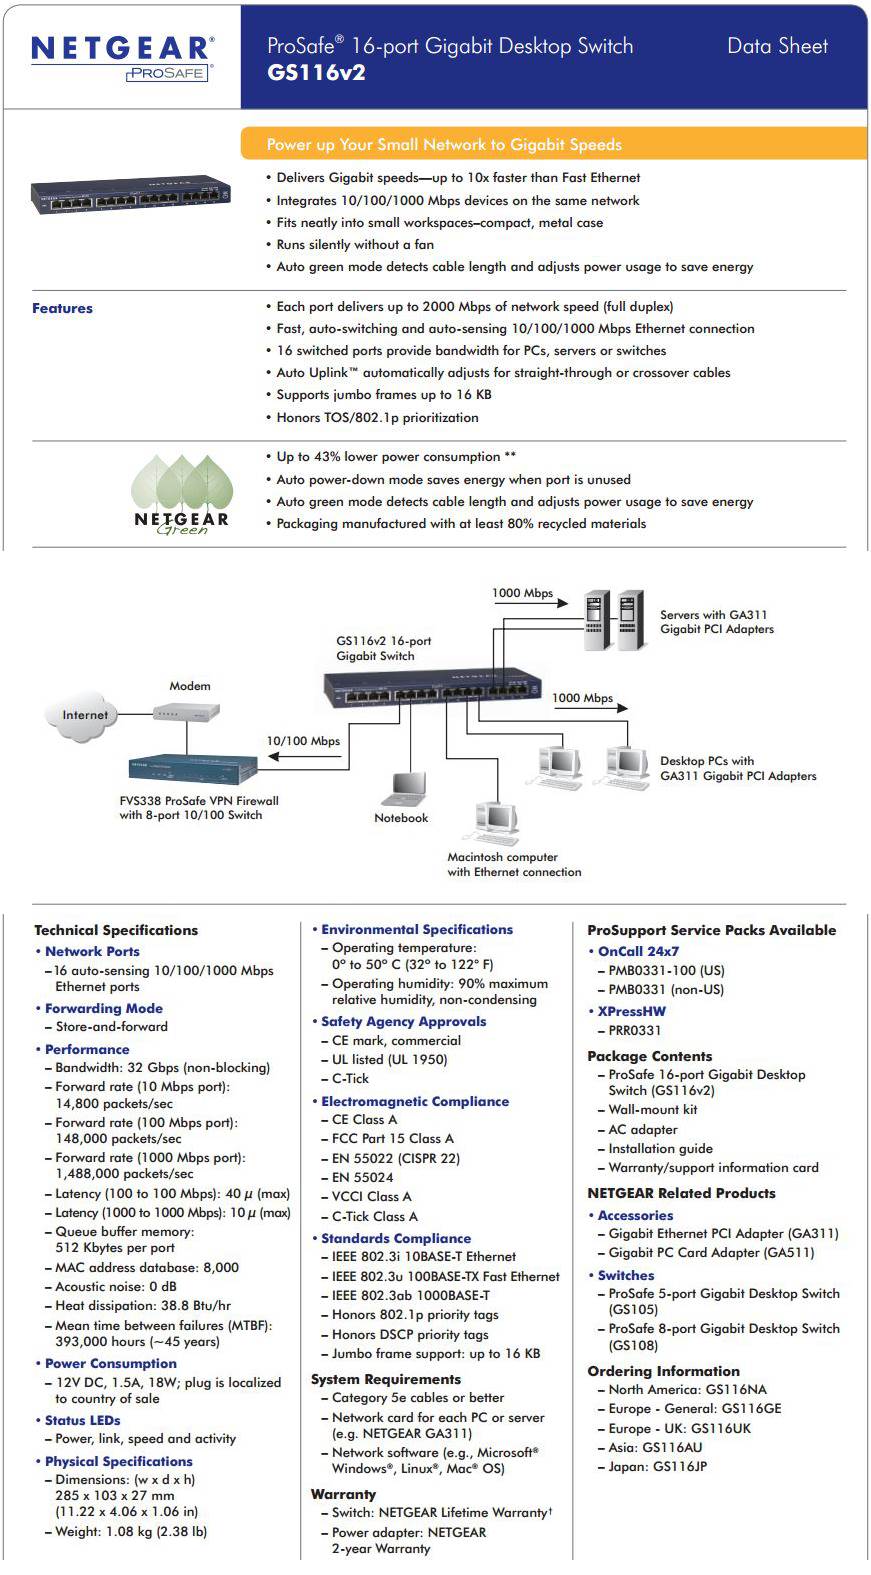 NETGEAR®
PROSAFE®
ProSafe® 16-port Gigabit Desktop Switch
Data Sheet
GS116v2
Power up Your Small Network to Gigabit Speeds
• Delivers Gigabit speeds—up to 10x faster than Fast Ethernet
• Integrates 10/100/1000 Mbps devices on the same network
• Fits neatly into small workspaces–compact, metal case
• Runs silently without a fan
• Auto green mode detects cable length and adjusts power usage to save energy
Features
• Each port delivers up to 2000 Mbps of network speed (full duplex)
• Fast, auto-switching and auto-sensing 10/100/1000 Mbps Ethernet connection
• 16 switched ports provide bandwidth for PCs, servers or switches
• Auto Uplink™ automatically adjusts for straight-through or crossover cables
• Supports jumbo frames up to 16 KB
• Honors TOS/802.1p prioritization
NETGEAR
Green
• Up to 43% lower power consumption **
• Auto power-down mode saves energy when port is unused
• Auto green mode detects cable length and adjusts power usage to save energy
• Packaging manufactured with at least 80% recycled materials
1000 Mbps
Servers with GA311
Gigabit PCI Adapters
GS116v2 16-port
Gigabit Switch
NETGEAR
Modem
Internet
1000 Mbps
10/100 Mbps
Desktop PCs with
GA311 Gigabit PCI Adapters
FVS338 ProSafe VPN Firewall
with 8-port 10/100 Switch
Notebook
Macintosh computer
with Ethernet connection
Technical Specifications
• Network Ports
–16 auto-sensing 10/100/1000 Mbps
Ethernet ports
• Forwarding Mode
– Store-and-forward
• Performance
– Bandwidth: 32 Gbps (non-blocking)
– Forward rate (10 Mbps port):
14,800 packets/sec
– Forward rate (100 Mbps port):
148,000 packets/sec
– Forward rate (1000 Mbps port):
1,488,000 packets/sec
– Latency (100 to 100 Mbps): 40 µ (max)
– Latency (1000 to 1000 Mbps): 10 µ (max)
– Queue buffer memory:
512 Kbytes per port
– MAC address database: 8,000
– Acoustic noise: 0 dB
– Heat dissipation: 38.8 Btu/hr
– Mean time between failures (MTBF):
393,000 hours (~45 years)
• Power Consumption
– 12V DC, 1.5A, 18W; plug is localized
to country of sale
• Status LEDs
– Power, link, speed and activity
• Physical Specifications
– Dimensions: (w x d x h)
285 x 103 x 27 mm
(11.22 x 4.06 x 1.06 in)
– Weight: 1.08 kg (2.38 lb)
• Environmental Specifications
– Operating temperature:
0º to 50º C (32º to 122° F)
– Operating humidity: 90% maximum
relative humidity, non-condensing
• Safety Agency Approvals
– CE mark, commercial
– UL listed (UL 1950)
– C-Tick
• Electromagnetic Compliance
– CE Class A
– FCC Part 15 Class A
– EN 55022 (CISPR 22)
– EN 55024
– VCCI Class A
– C-Tick Class A
• Standards Compliance
– IEEE 802.3i 10BASE-T Ethernet
– IEEE 802.3u 100BASE-TX Fast Ethernet
– IEEE 802.3ab 1000BASE-T
– Honors 802.1p priority tags
– Honors DSCP priority tags
– Jumbo frame support: up to 16 KB
System Requirements
– Category 5e cables or better
– Network card for each PC or server
(e.g. NETGEAR GA311)
– Network software (e.g., Microsoft®
Windows®, Linux®, Mac® OS)
Warranty
– Switch: NETGEAR Lifetime Warranty†
– Power adapter: NETGEAR
2-year Warranty
ProSupport Service Packs Available
• OnCall 24x7
– PMB0331-100 (US)
– PMB0331 (non-US)
• XPressHW
– PRR0331
Package Contents
– ProSafe 16-port Gigabit Desktop
Switch (GS116v2)
– Wall-mount kit
– AC adapter
– Installation guide
– Warranty/support information card
NETGEAR Related Products
• Accessories
– Gigabit Ethernet PCI Adapter (GA311)
– Gigabit PC Card Adapter (GA511)
• Switches
– ProSafe 5-port Gigabit Desktop Switch
(GS105)
– ProSafe 8-port Gigabit Desktop Switch
(GS108)
Ordering Information
– North America: GS116NA
– Europe - General: GS116GE
– Europe - UK: GS116UK
– Asia: GS116AU
– Japan: GS116JP